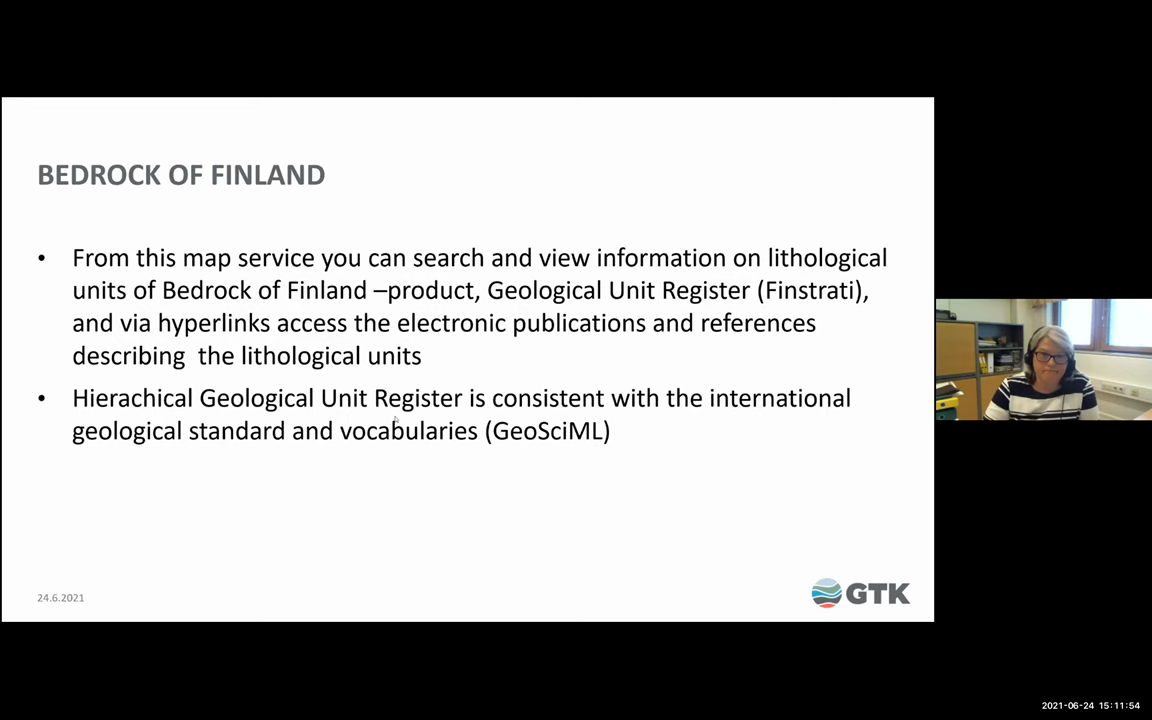 BEDROCK OF FINLAND
• From this map service you can search and view information on lithological
units of Bedrock of Finland –product, Geological Unit Register (Finstrati),
and via hyperlinks access the electronic publications and references
describing  the lithological units
• Hierachical Geological Unit Register is consistent with the international
geological standard and vocabularies (GeoSciML)
24.6.2021
GTK
2021-06-24 15:11:54